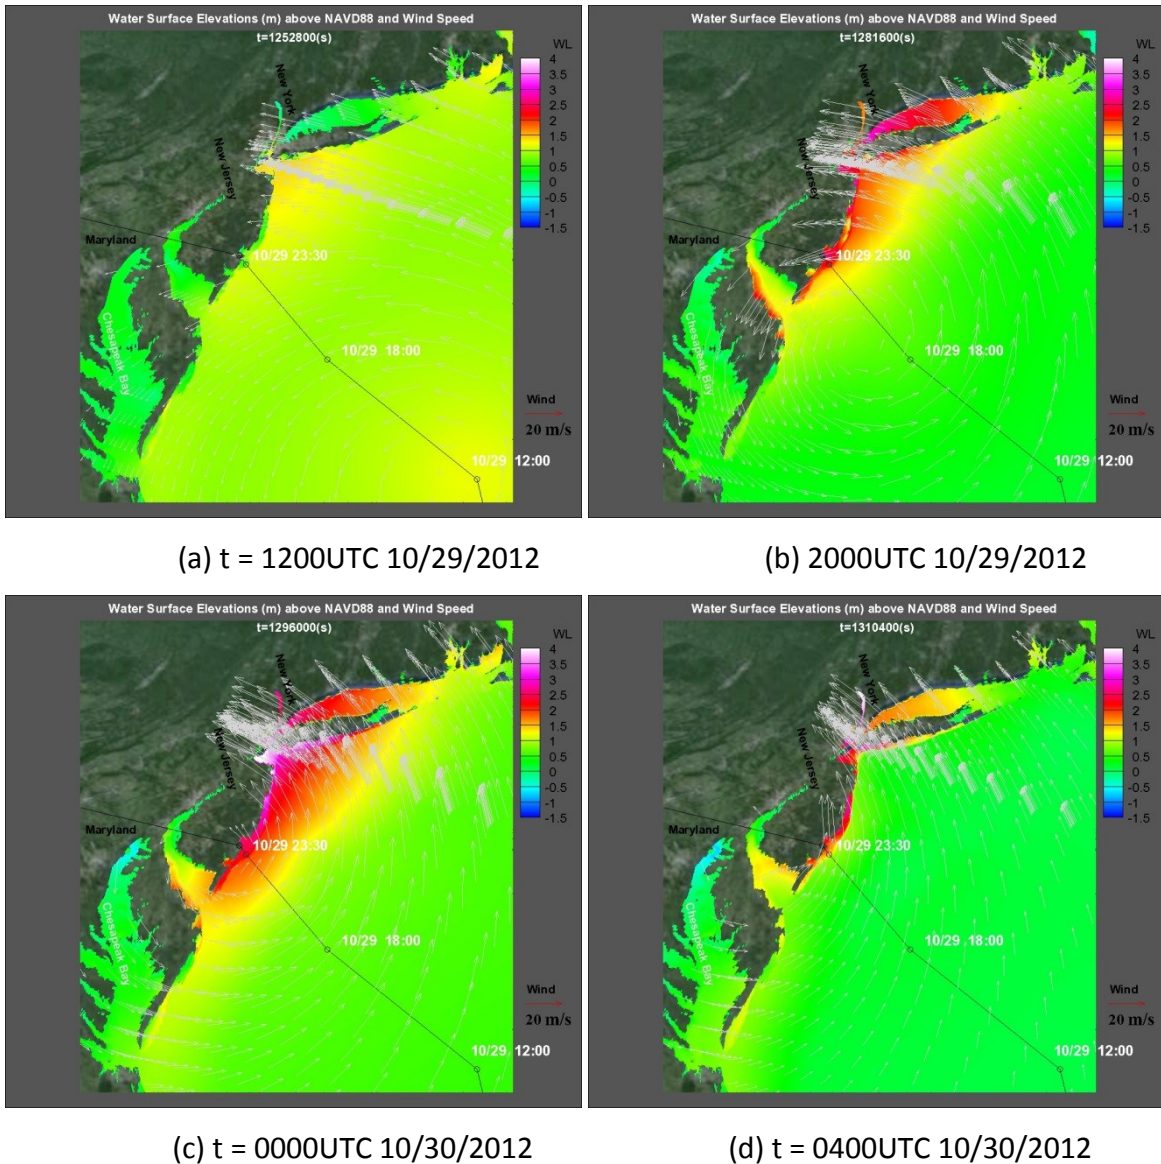 Water Surface Elevations (m) above NAVD88 and Wind Speed
t=1252800(s)
WL
4
3.5
3
2.5
2
1.5
1
0.5
0
-0.5
-1
-1.5
New York
New Jersey
Maryland
10/29 23:30
10/29 18:00
Chesapeak Bay
Wind
20 m/s
10/29 12:00
(a) t = 1200UTC 10/29/2012
Water Surface Elevations (m) above NAVD88 and Wind Speed
t=1281600(s)
WL
4
3.5
3
2.5
2
1.5
1
0.5
0
-0.5
-1
-1.5
New York
New Jersey
Maryland
10/29 23:30
10/29 18:00
Chesapeak Bay
Wind
20 m/s
10/29 12:00
(b) 2000UTC 10/29/2012
Water Surface Elevations (m) above NAVD88 and Wind Speed
t=1296000(s)
WL
4
3.5
3
2.5
2
1.5
1
0.5
0
-0.5
-1
-1.5
New York
New Jersey
Maryland
10/29 23:30
10/29 18:00
Chesapeak Bay
Wind
20 m/s
10/29 12:00
(c) t = 0000UTC 10/30/2012
Water Surface Elevations (m) above NAVD88 and Wind Speed
t=1310400(s)
WL
4
3.5
3
2.5
2
1.5
1
0.5
0
-0.5
-1
-1.5
New York
New Jersey
Maryland
10/29 23:30
10/29 18:00
Chesapeak Bay
Wind
20 m/s
10/29 12:00
(d) t = 0400UTC 10/30/2012